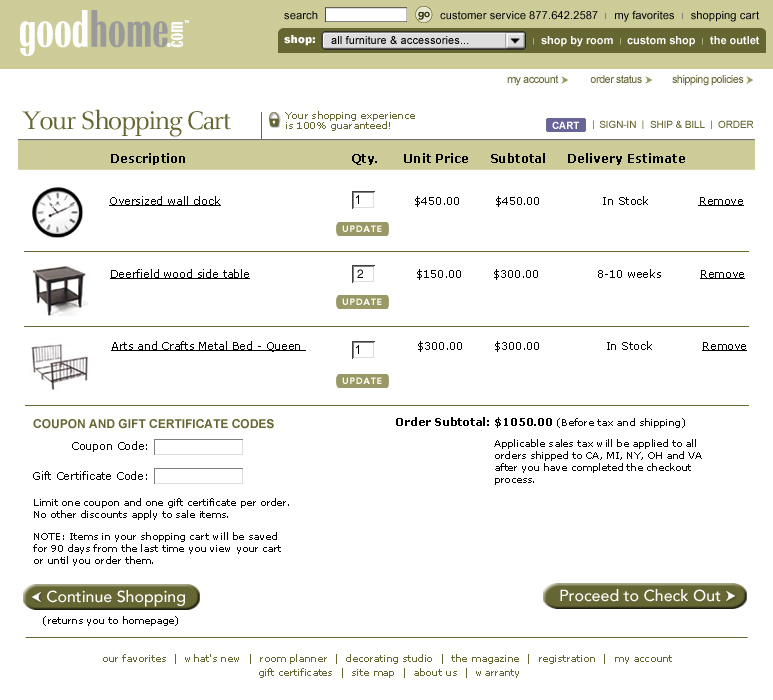 goodhome.com™
search go customer service 877.642.2587 | my favorites | shopping cart
shop: all furniture & accessories... | shop by room | custom shop | the outlet
my account > order status > shipping policies >
Your Shopping Cart
Your shopping experience
is 100% guaranteed!
CART | SIGN-IN | SHIP & BILL | ORDER
Description Qty. Unit Price Subtotal Delivery Estimate
Oversized wall clock 1 $450.00 $450.00 In Stock Remove
UPDATE
Deerfield wood side table 2 $150.00 $300.00 8-10 weeks Remove
UPDATE
Arts and Crafts Metal Bed - Queen 1 $300.00 $300.00 In Stock Remove
UPDATE
COUPON AND GIFT CERTIFICATE CODES
Coupon Code:
Gift Certificate Code:
Limit one coupon and one gift certificate per order.
No other discounts apply to sale items.
NOTE: Items in your shopping cart will be saved
for 90 days from the last time you view your cart
or until you order them.
Order Subtotal: $1050.00 (Before tax and shipping)
Applicable sales tax will be applied to all
orders shipped to CA, MI, NY, OH and VA
after you have completed the checkout
process.
< Continue Shopping
(returns you to homepage)
Proceed to Check Out >
our favorites | what's new | room planner | decorating studio | the magazine | registration | my account
gift certificates | site map | about us | warranty